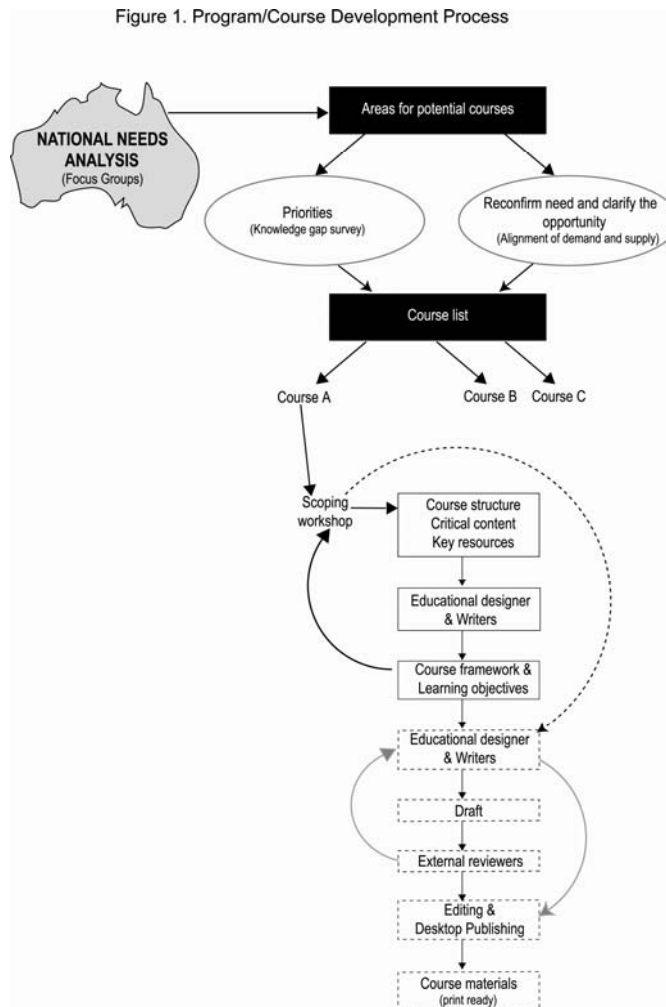 Figure 1. Program/Course Development Process
Areas for potential courses
NATIONAL NEEDS
ANALYSIS
(Focus Groups)
Priorities
(Knowledge gap survey)
Reconfirm need and clarify the
opportunity
(Alignment of demand and supply)
Course list
Course A
Course B
Course C
Scoping
workshop
Course structure
Critical content
Key resources
Educational designer
& Writers
Course framework &
Learning objectives
Educational designer
& Writers
Draft
External reviewers
Editing &
Desktop Publishing
Course materials
(print ready)